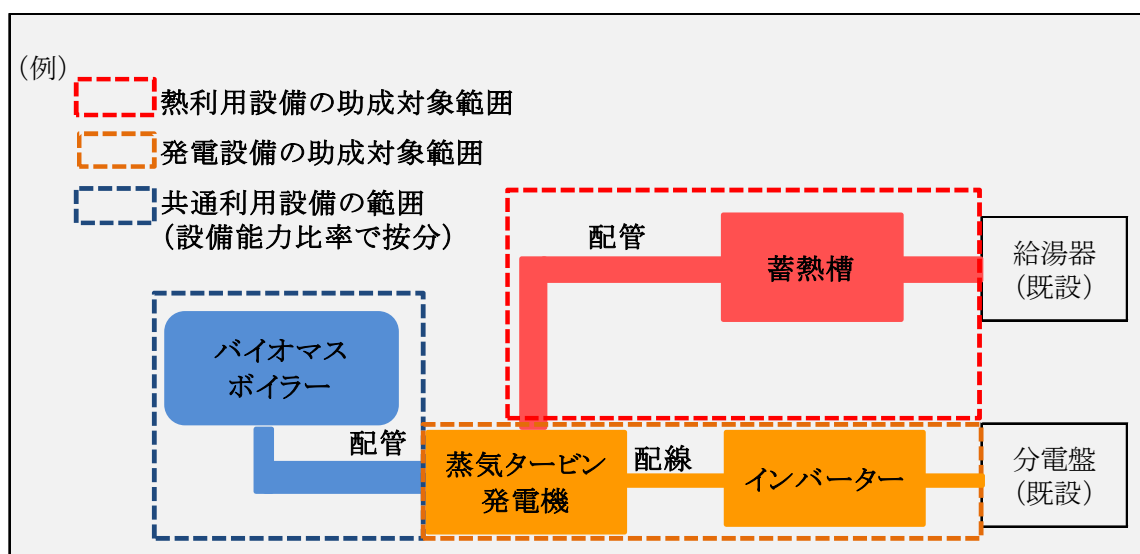 (例)
熱利用設備の助成対象範囲
発電設備の助成対象範囲
共通利用設備の範囲
(設備能力比率で按分)
配管
蓄熱槽
給湯器
(既設)
バイオマス
ボイラー
配管
蒸気タービン
発電機
配線
インバーター
分電盤
(既設)